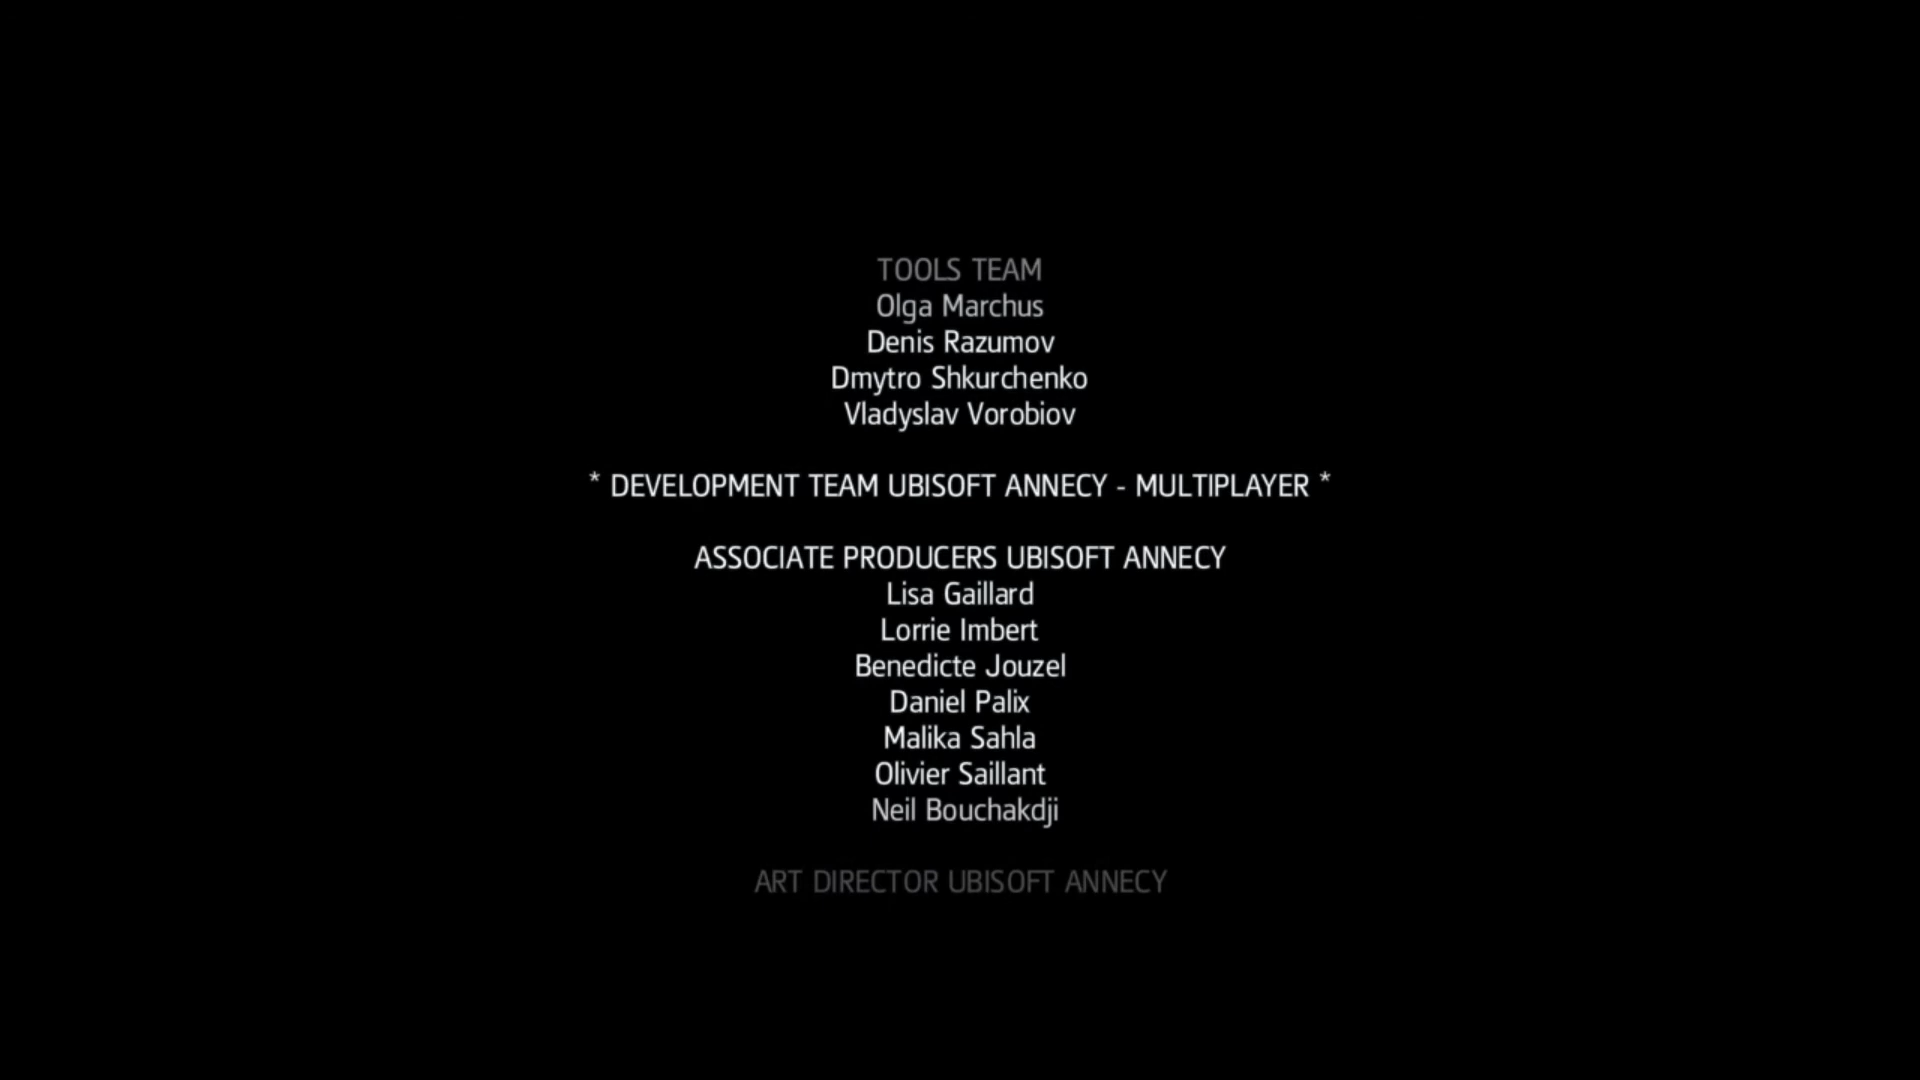 TOOLS TEAM
Olga Marchus
Denis Razumov
Dmytro Shkurchenko
Vladyslav Vorobiov
* DEVELOPMENT TEAM UBISOFT ANNECY - MULTIPLAYER *
ASSOCIATE PRODUCERS UBISOFT ANNECY
Lisa Gaillard
Lorrie Imbert
Benedicte Jouzel
Daniel Palix
Malika Sahla
Olivier Saillant
Neil Bouchakdji
ART DIRECTOR UBISOFT ANNECY